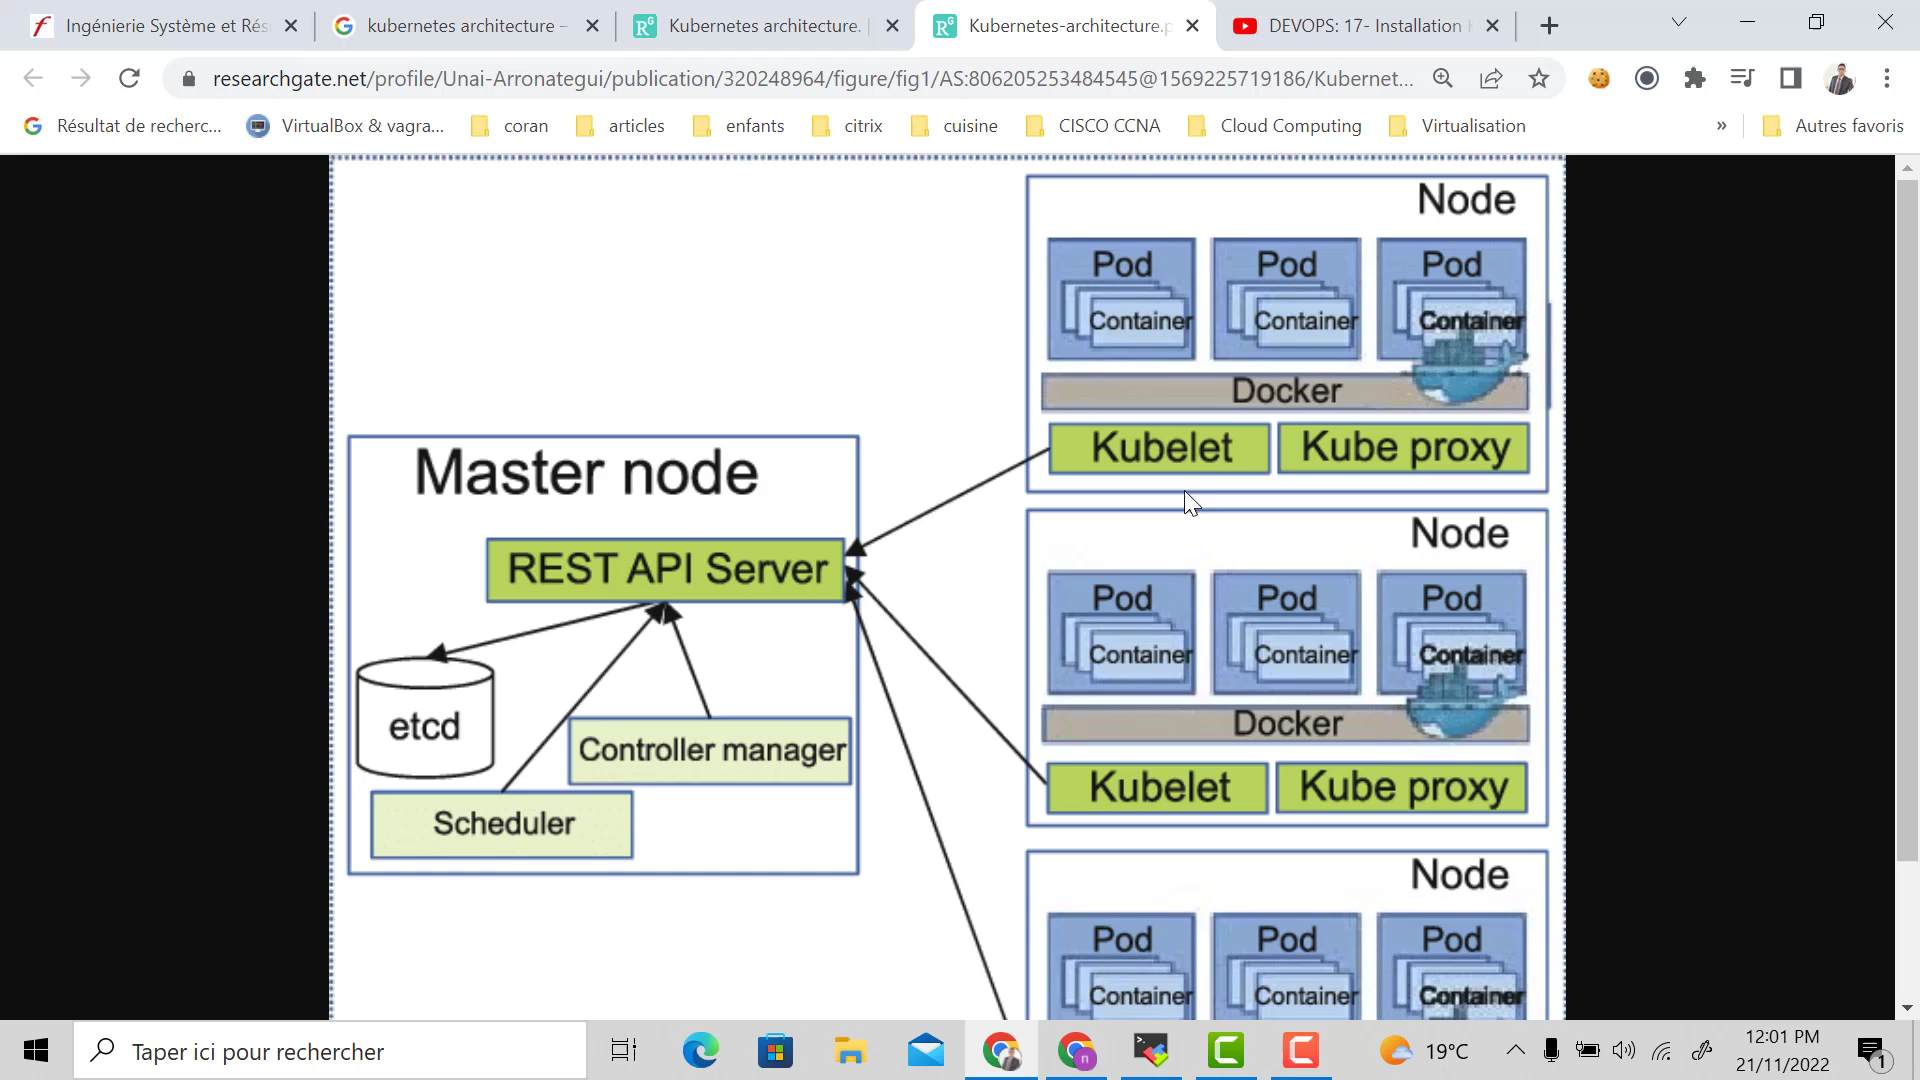 Ingénierie Système et Rés
kubernetes architecture –
Kubernetes architecture. |
Kubernetes-architecture.p
DEVOPS: 17- Installation
researchgate.net/profile/Unai-Arronategui/publication/320248964/figure/fig1/AS:806205253484545@1569225719186/Kubernet...
Résultat de recherc...
VirtualBox & vagra...
coran
articles
enfants
citrix
cuisine
CISCO CCNA
Cloud Computing
Virtualisation
»
Autres favoris
Node
Pod
Pod
Pod
Container
Container
Container
Docker
Kubelet
Kube proxy
Master node
REST API Server
etcd
Controller manager
Scheduler
Node
Pod
Pod
Pod
Container
Container
Container
Docker
Kubelet
Kube proxy
Node
Pod
Pod
Pod
Container
Container
Container
Taper ici pour rechercher
19°C
12:01 PM
21/11/2022
1